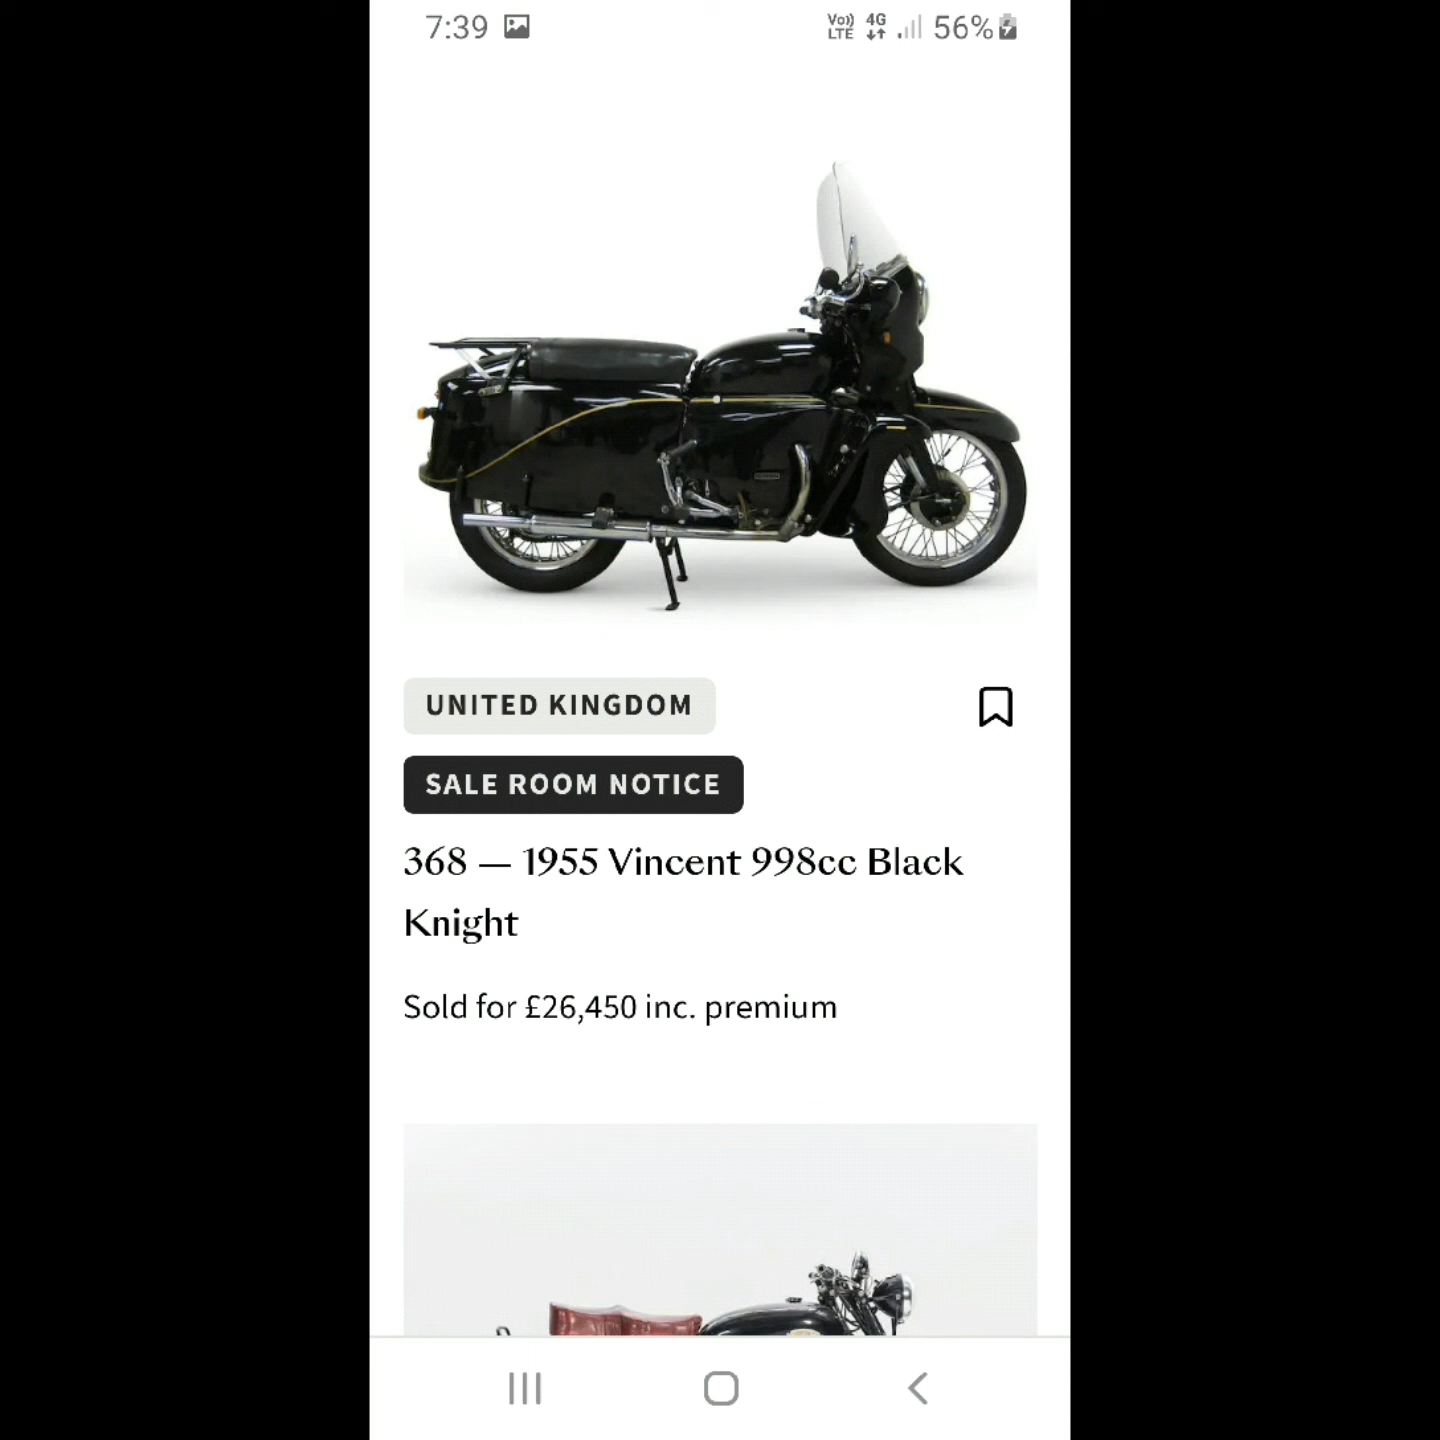 7:39
Vo)) LTE 4G 56%
UNITED KINGDOM
SALE ROOM NOTICE
368 — 1955 Vincent 998cc Black
Knight
Sold for £26,450 inc. premium